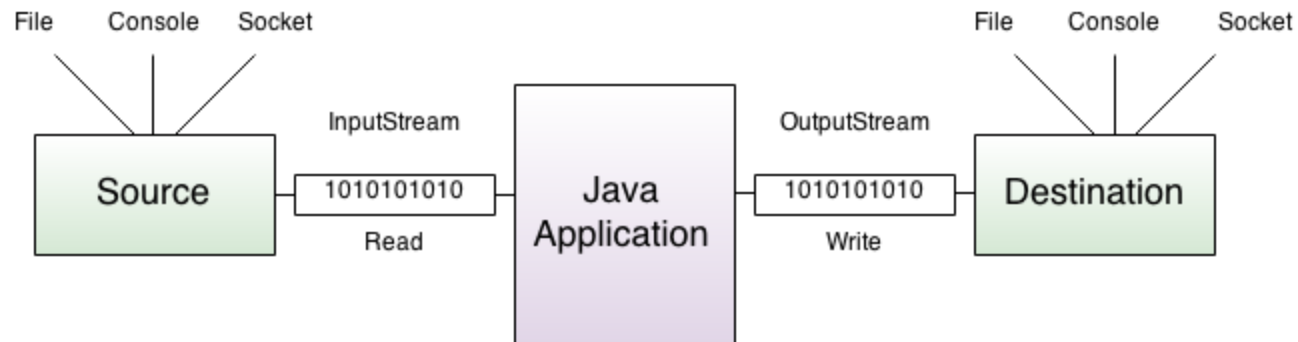 File Console Socket
File Console Socket
InputStream
OutputStream
Source
1010101010
Java
Application
1010101010
Destination
Read
Write